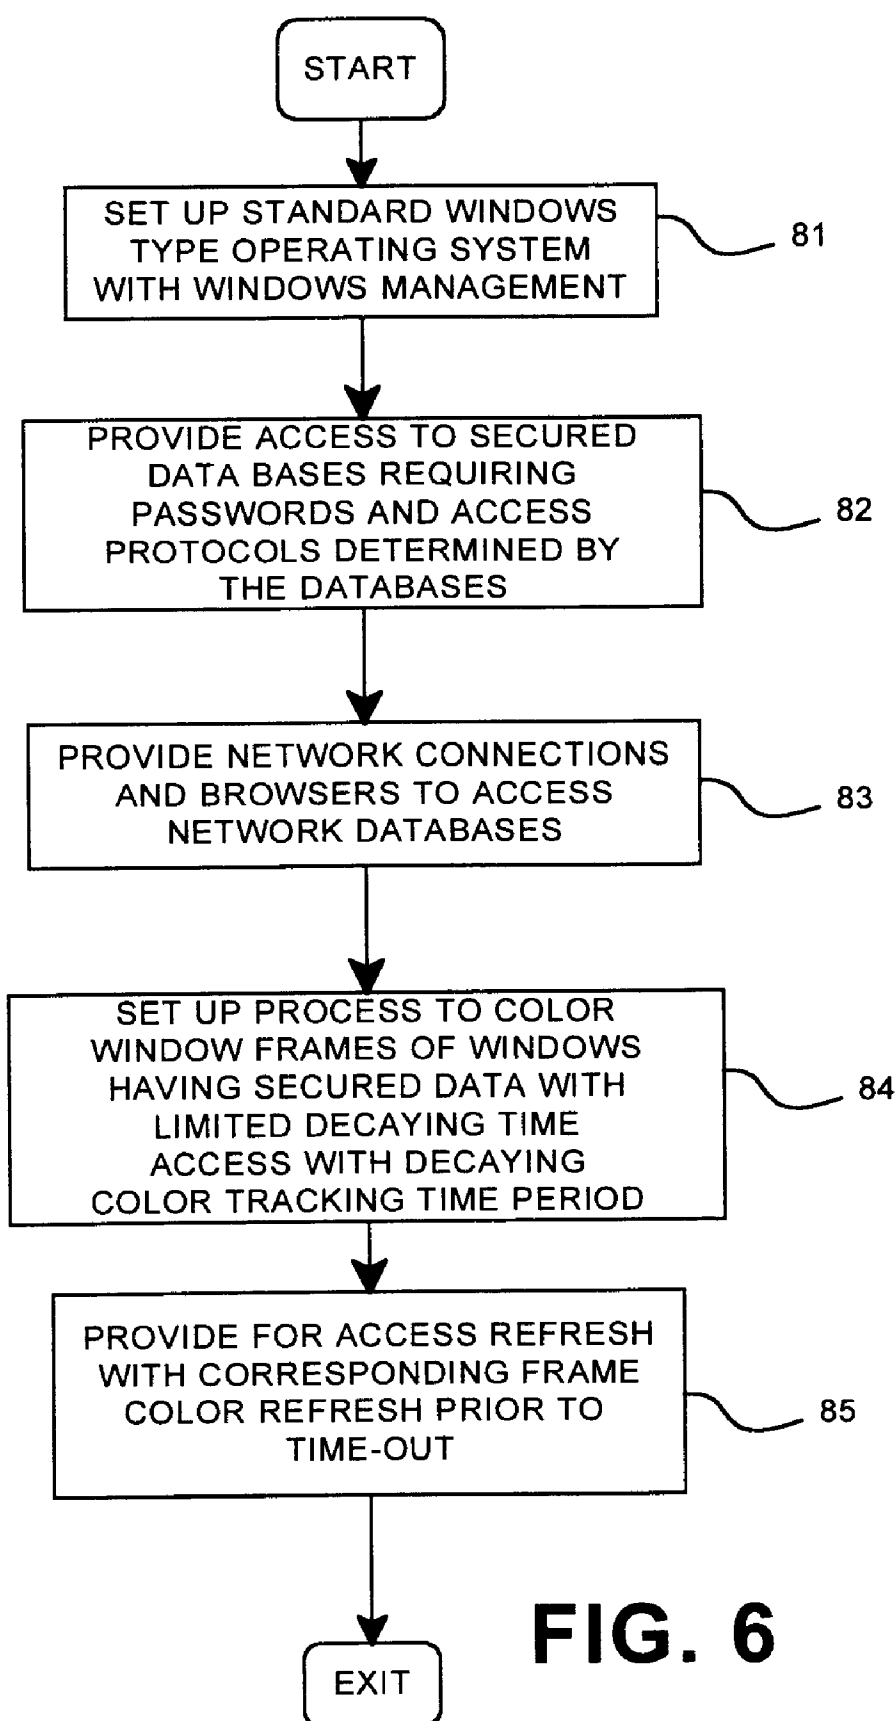 START
SET UP STANDARD WINDOWS
TYPE OPERATING SYSTEM
WITH WINDOWS MANAGEMENT
81
PROVIDE ACCESS TO SECURED
DATA BASES REQUIRING
PASSWORDS AND ACCESS
PROTOCOLS DETERMINED BY
THE DATABASES
82
PROVIDE NETWORK CONNECTIONS
AND BROWSERS TO ACCESS
NETWORK DATABASES
83
SET UP PROCESS TO COLOR
WINDOW FRAMES OF WINDOWS
HAVING SECURED DATA WITH
LIMITED DECAYING TIME
ACCESS WITH DECAYING
COLOR TRACKING TIME PERIOD
84
PROVIDE FOR ACCESS REFRESH
WITH CORRESPONDING FRAME
COLOR REFRESH PRIOR TO
TIME-OUT
85
EXIT
FIG. 6